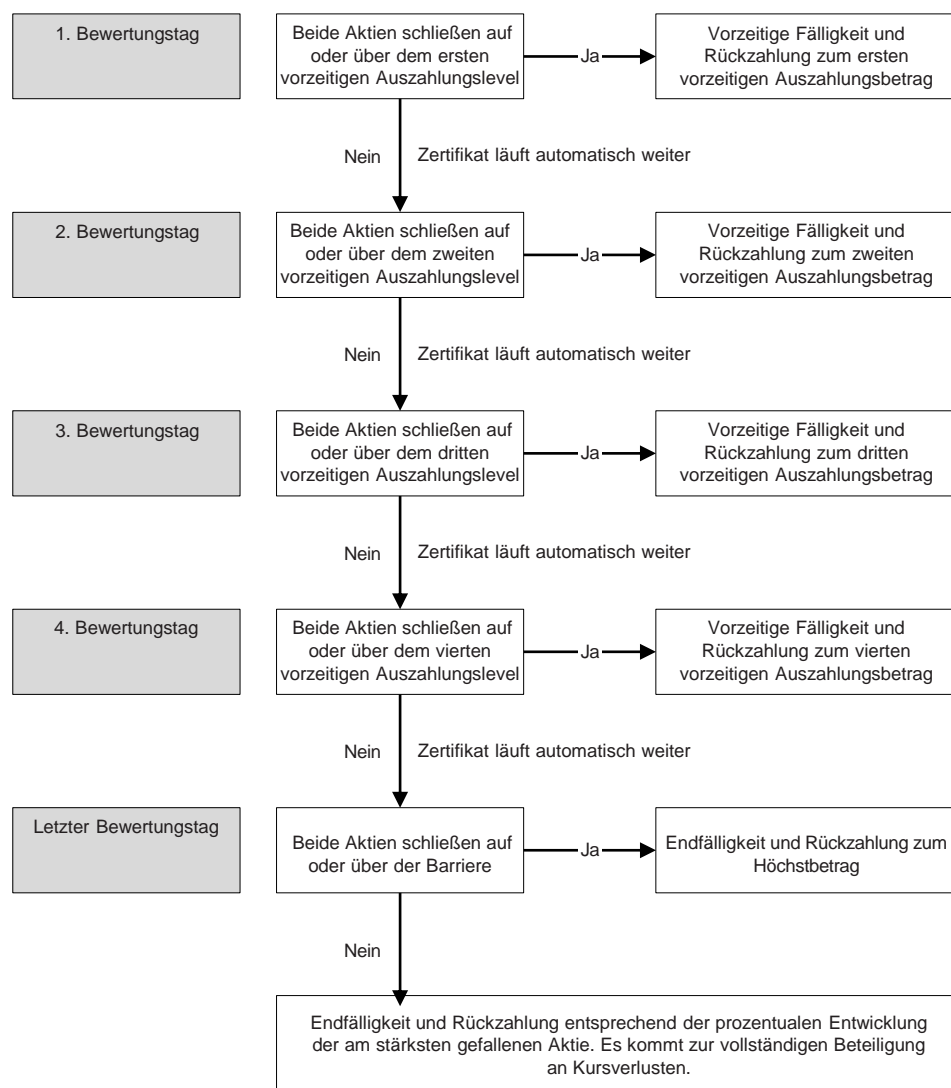 1. Bewertungstag
Beide Aktien schließen auf
oder über dem ersten
vorzeitigen Auszahlungslevel
Ja
Vorzeitige Fälligkeit und
Rückzahlung zum ersten
vorzeitigen Auszahlungsbetrag
Nein
Zertifikat läuft automatisch weiter
2. Bewertungstag
Beide Aktien schließen auf
oder über dem zweiten
vorzeitigen Auszahlungslevel
Ja
Vorzeitige Fälligkeit und
Rückzahlung zum zweiten
vorzeitigen Auszahlungsbetrag
Nein
Zertifikat läuft automatisch weiter
3. Bewertungstag
Beide Aktien schließen auf
oder über dem dritten
vorzeitigen Auszahlungslevel
Ja
Vorzeitige Fälligkeit und
Rückzahlung zum dritten
vorzeitigen Auszahlungsbetrag
Nein
Zertifikat läuft automatisch weiter
4. Bewertungstag
Beide Aktien schließen auf
oder über dem vierten
vorzeitigen Auszahlungslevel
Ja
Vorzeitige Fälligkeit und
Rückzahlung zum vierten
vorzeitigen Auszahlungsbetrag
Nein
Zertifikat läuft automatisch weiter
Letzter Bewertungstag
Beide Aktien schließen auf
oder über der Barriere
Ja
Endfälligkeit und Rückzahlung zum
Höchstbetrag
Nein
Endfälligkeit und Rückzahlung entsprechend der prozentualen Entwicklung
der am stärksten gefallenen Aktie. Es kommt zur vollständigen Beteiligung
an Kursverlusten.